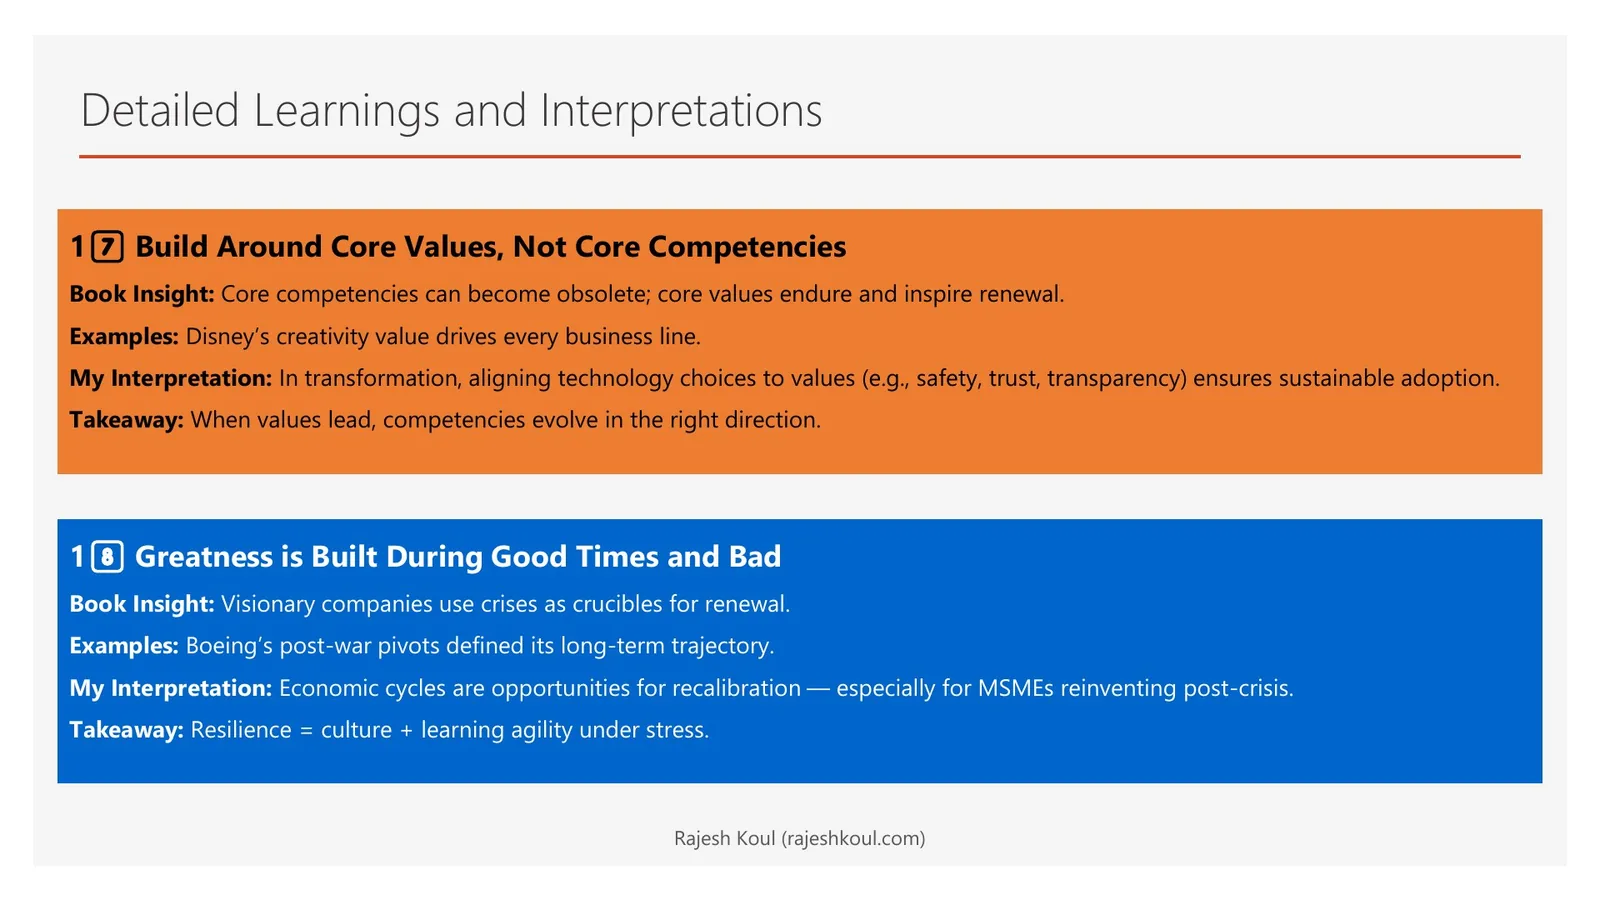 Detailed Learnings and Interpretations
17️⃣ Build Around Core Values, Not Core Competencies
Book Insight: Core competencies can become obsolete; core values endure and inspire renewal.
Examples: Disney’s creativity value drives every business line.
My Interpretation: In transformation, aligning technology choices to values (e.g., safety, trust, transparency) ensures sustainable adoption.
Takeaway: When values lead, competencies evolve in the right direction.
18️⃣ Greatness is Built During Good Times and Bad
Book Insight: Visionary companies use crises as crucibles for renewal.
Examples: Boeing’s post-war pivots defined its long-term trajectory.
My Interpretation: Economic cycles are opportunities for recalibration — especially for MSMEs reinventing post-crisis.
Takeaway: Resilience = culture + learning agility under stress.
Rajesh Koul (rajeshkoul.com)